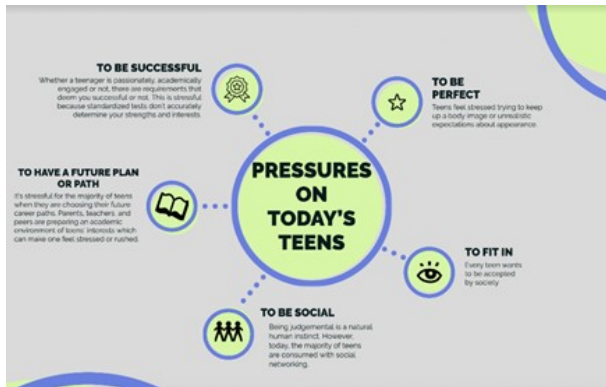 TO BE SUCCESSFUL
Whether a teenager is passionately, academically
engaged or not, there are requirements that
deem you successful or not. This is stressful
because standardized tests don't accurately
determine your strengths and interests.
TO BE
PERFECT
Teens feel stressed trying to keep
up a body image or unrealistic
expectations about appearance.
PRESSURES
ON
TODAY'S
TEENS
TO HAVE A FUTURE PLAN
OR PATH
It's stressful for the majority of teens
when they are choosing their future
career paths. Parents, teachers, and
peers are preparing an academic
environment of teens' interests which
can make one feel stressed or rushed.
TO FIT IN
Every teen wants
to be accepted
by society
TO BE SOCIAL
Being judgemental is a natural
human instinct. However,
today, the majority of teens
are consumed with social
networking.